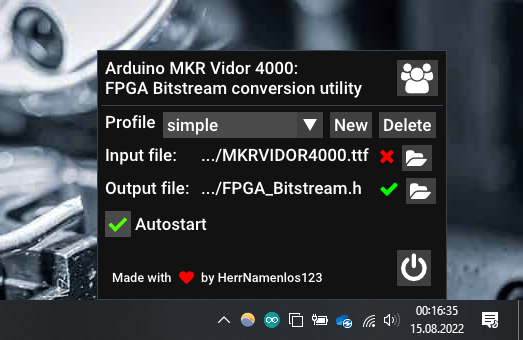 Arduino MKR Vidor 4000:
FPGA Bitstream conversion utility
Profile simple New Delete
Input file: .../MKRVIDOR4000.ttf
Output file: .../FPGA_Bitstream.h
Autostart
Made with by HerrNamenlos123
00:16:35
15.08.2022